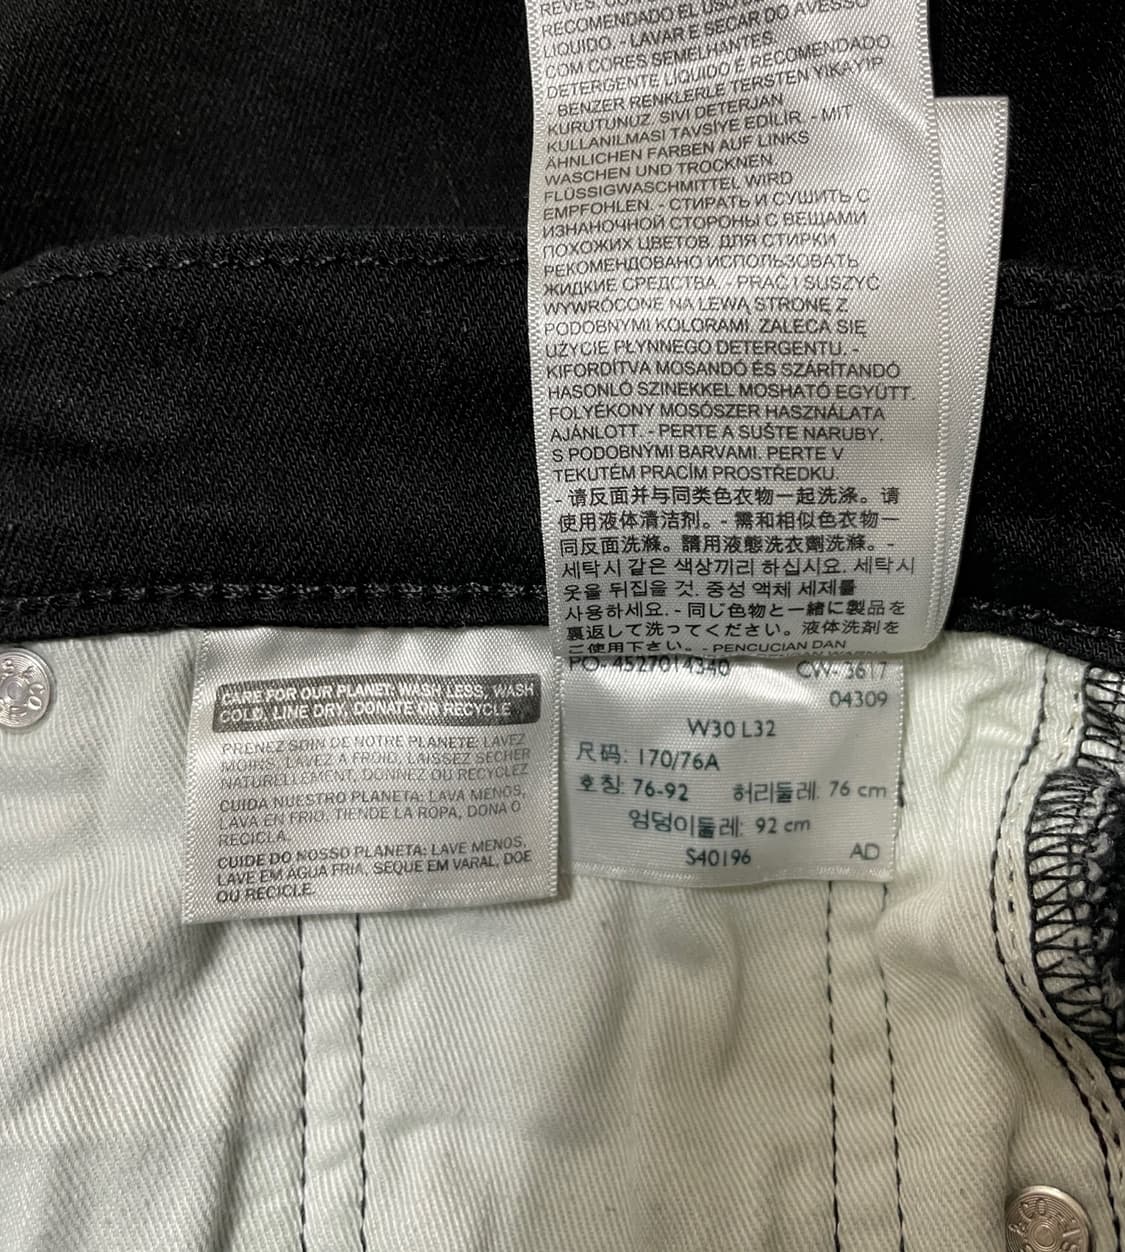 REVÉS, CON
RECOMENDADO EL USO DE
LÍQUIDO. - LAVAR E SECAR DO AVESSO
COM CORES SEMELHANTES.
DETERGENTE LÍQUIDO É RECOMENDADO
- BENZER RENKLERLE TERSTEN YIKAYIP
KURUTUNUZ. SIVI DETERJAN
KULLANILMASI TAVSİYE EDİLİR. - MIT
ÄHNLICHEN FARBEN AUF LINKS
WASCHEN UND TROCKNEN.
FLÜSSIGWASCHMITTEL WIRD
EMPFOHLEN. - СТИРАТЬ И СУШИТЬ С
ИЗНАНОЧНОЙ СТОРОНЫ С ВЕЩАМИ
ПОХОЖИХ ЦВЕТОВ. ДЛЯ СТИРКИ
РЕКОМЕНДОВАНО ИСПОЛЬЗОВАТЬ
ЖИДКИЕ СРЕДСТВА. - PRAĆ I SUSZYĆ
WYWRÓCONE NA LEWĄ STRONĘ Z
PODOBNYMI KOLORAMI. ZALECA SIĘ
UŻYCIE PŁYNNEGO DETERGENTU. -
KIFORDÍTVA MOSANDÓ ÉS SZÁRÍTANDÓ
HASONLÓ SZINEKKEL MOSHATÓ EGYÜTT.
FOLYÉKONY MOSÓSZER HASZNÁLATA
AJÁNLOTT. - PERTE A SUŠTE NARUBY,
S PODOBNÝMI BARVAMI. PERTE V
TEKUTÉM PRACÍM PROSTŘEDKU.
- 请反面并与同类色衣物一起洗涤。请
使用液体清洁剂。- 需和相似色衣物一
同反面洗滌。請用液態洗衣劑洗滌。-
세탁시 같은 색상끼리 하십시요. 세탁시
옷을 뒤집을 것. 중성 액체 세제를
사용하세요. - 同じ色物と一緒に製品を
裏返して洗ってください。液体洗剤を
ご使用下さい。- PENCUCIAN DAN
PO- 4527014340 CW- 3617
04309
W30 L32
尺码: 170/76A
호칭: 76-92 허리둘레: 76 cm
엉덩이둘레: 92 cm
S40196 AD
CARE FOR OUR PLANET: WASH LESS, WASH
COLD, LINE DRY, DONATE OR RECYCLE.
PRENEZ SOIN DE NOTRE PLANETE: LAVEZ
MOIRS, LAVEZ A FROID, LAISSEZ SECHER
NATURELLEMENT, DONNEZ OU RECYCLEZ
CUIDA NUESTRO PLANETA: LAVA MENOS,
LAVA EN FRIO, TIENDE LA ROPA, DONA O
RECICLA.
CUIDE DO NOSSO PLANETA: LAVE MENOS,
LAVE EM ÁGUA FRIA, SEQUE EM VARAL, DOE
OU RECICLE.
S & CO
& CO